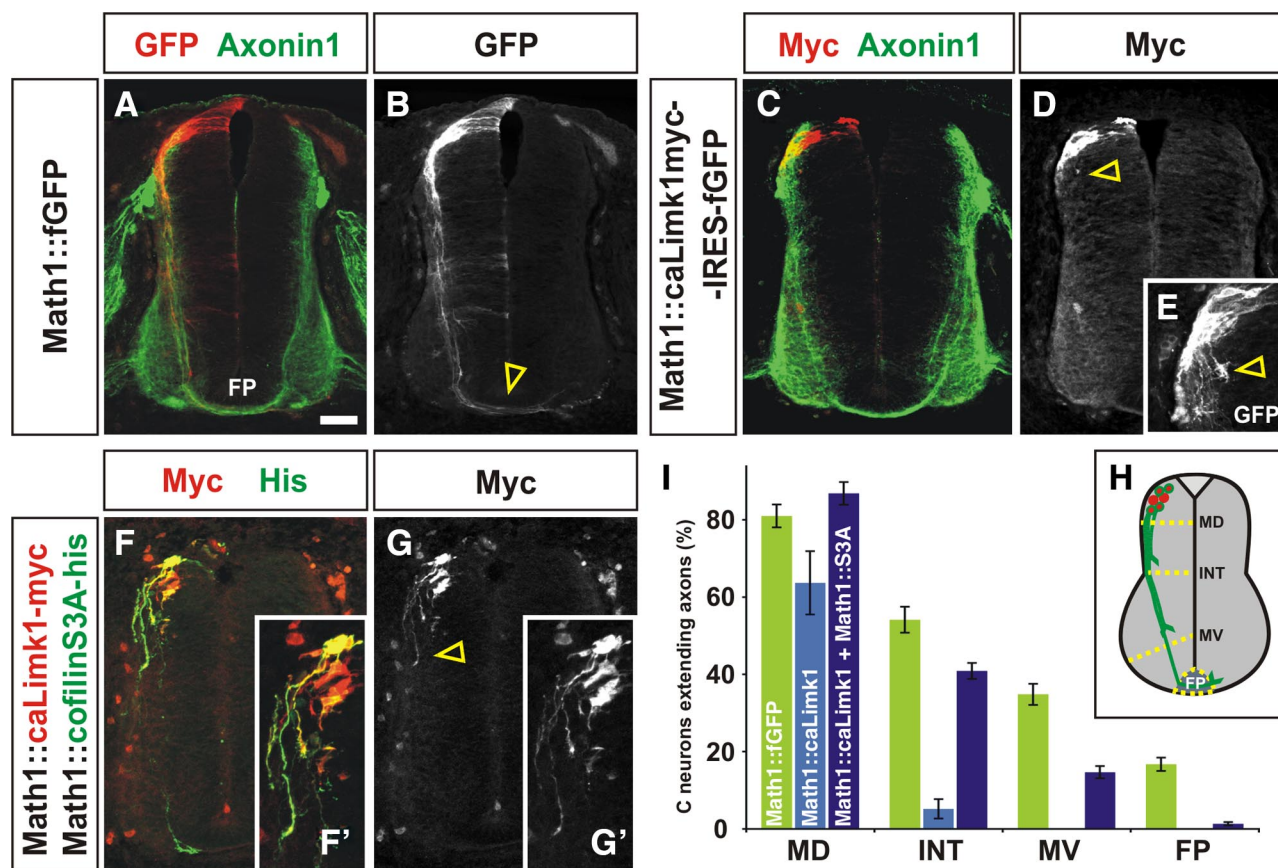 GFP Axonin1
GFP
Myc Axonin1
Myc
Math1::fGFP
A
FP
B
Math1::caLimk1myc-
-IRES-fGFP
C
D
E
GFP
Myc His
Myc
Math1::caLimk1-myc
Math1::cofilinS3A-his
F
F'
G
G'
I
C neurons extending axons (%)
80
60
40
20
0
Math1::fGFP
Math1::caLimk1
Math1::caLimk1 + Math1::S3A
MD
INT
MV
FP
H
MD
INT
MV
FP